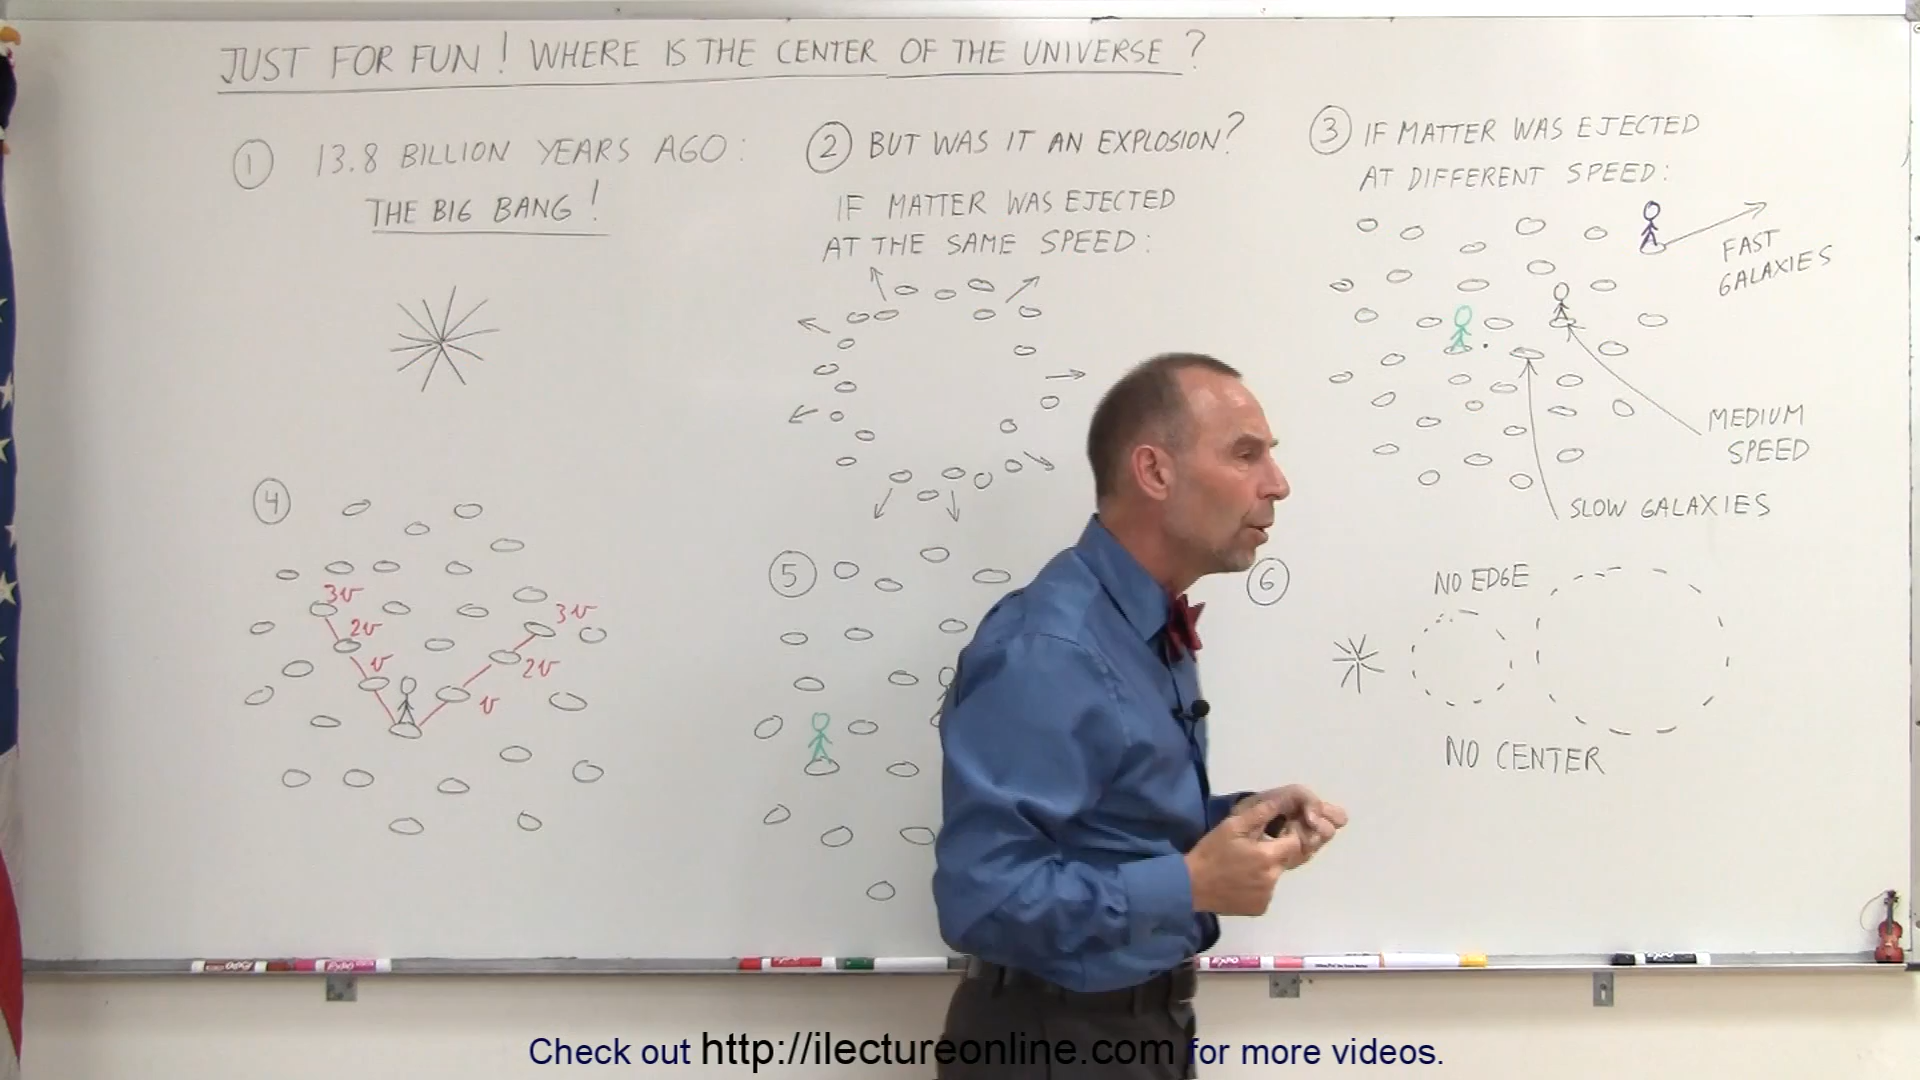 JUST FOR FUN! WHERE IS THE CENTER OF THE UNIVERSE?
① 13.8 BILLION YEARS AGO:
THE BIG BANG!
② BUT WAS IT AN EXPLOSION?
IF MATTER WAS EJECTED
AT THE SAME SPEED:
③ IF MATTER WAS EJECTED
AT DIFFERENT SPEED:
FAST
GALAXIES
MEDIUM
SPEED
SLOW GALAXIES
④
3v
2v
v
3v
2v
v
⑤
⑥
NO EDGE
NO CENTER
EXPO
EXPO
Check out http://ilectureonline.com for more videos.